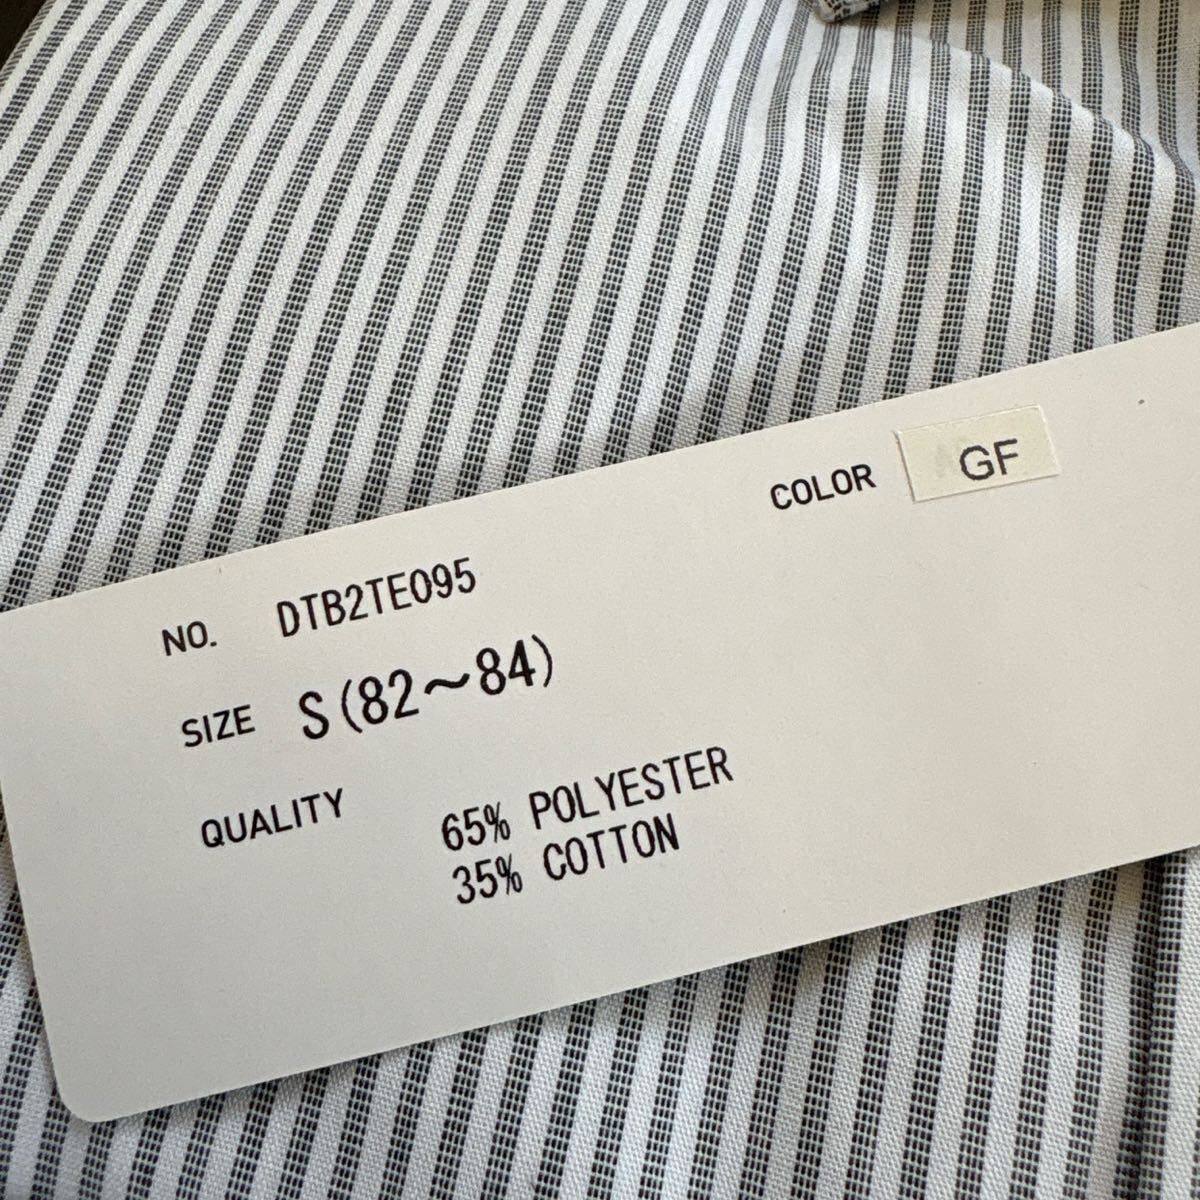 COLOR GF
NO. DTB2TE095
SIZE S(82〜84)
QUALITY 65% POLYESTER
35% COTTON